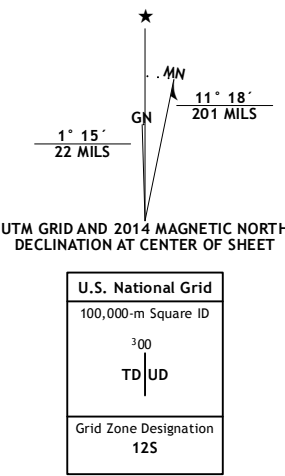 ★
MN
GN
11° 18´
201 MILS
1° 15´
22 MILS
UTM GRID AND 2014 MAGNETIC NORTH
DECLINATION AT CENTER OF SHEET
U.S. National Grid
100,000-m Square ID
³00
TD UD
Grid Zone Designation
12S